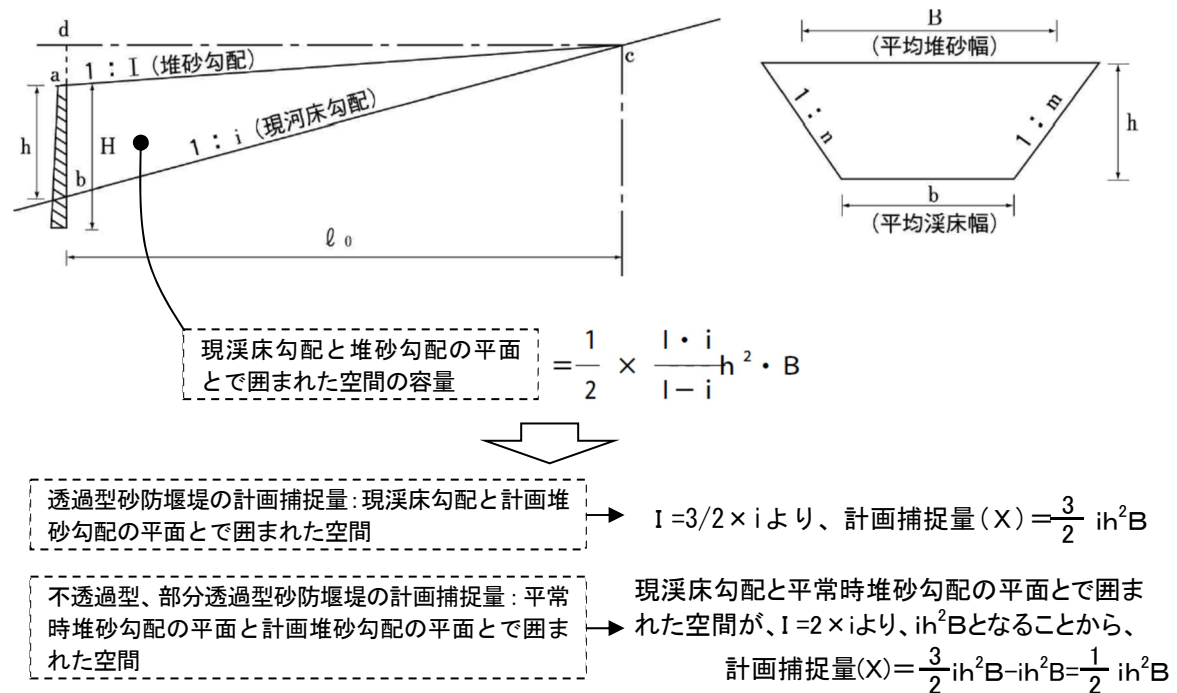 d
a
1：I（堆砂勾配）
c
h
H
1：i（現河床勾配）
b
ℓ₀
B
（平均堆砂幅）
1：n
1：m
h
b
（平均渓床幅）
現渓床勾配と堆砂勾配の平面
とで囲まれた空間の容量
＝1/2 × I・i/I－i h²・B
透過型砂防堰堤の計画捕捉量：現渓床勾配と計画堆
砂勾配の平面とで囲まれた空間
I=3/2×iより、計画捕捉量（X）＝3/2 ih²B
不透過型、部分透過型砂防堰堤の計画捕捉量：平常
時堆砂勾配の平面と計画堆砂勾配の平面とで囲ま
れた空間
現渓床勾配と平常時堆砂勾配の平面とで囲ま
れた空間が、I=2×iより、ih²Bとなることから、
計画捕捉量(X)＝3/2 ih²B-ih²B=1/2 ih²B